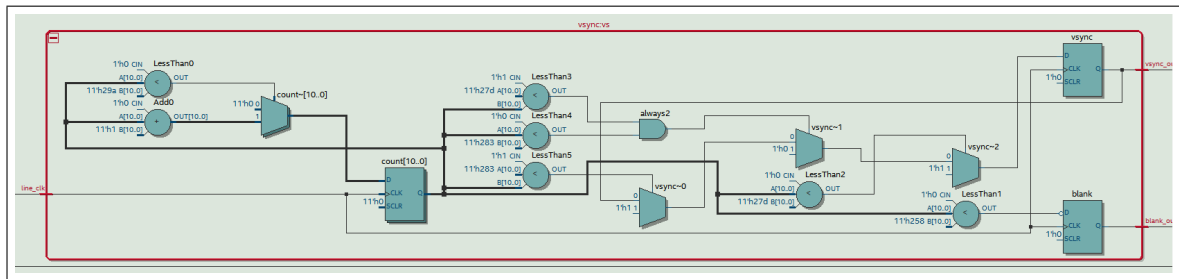 vsync:vs
1'h0 CIN LessThan0
A[10..0] OUT
11'h29a B[10..0] <
1'h0 CIN Add0
A[10..0] OUT[10..0]
11'h1 B[10..0] +
count~[10..0]
11'h0 0
1
count[10..0]
D
CLK Q
11'h0 SCLR
line_clk
1'h1 CIN LessThan3
11'h27d A[10..0] OUT
B[10..0] <
1'h0 CIN LessThan4
A[10..0] OUT
11'h283 B[10..0] <
1'h1 CIN LessThan5
11'h283 A[10..0] OUT
B[10..0] <
always2
vsync~0
0
1'h1 1
vsync~1
0
1'h0 1
1'h0 CIN LessThan2
A[10..0] OUT
11'h27d B[10..0] <
vsync~2
0
1'h1 1
1'h0 CIN LessThan1
A[10..0] OUT
11'h258 B[10..0] <
vsync
D
CLK Q
1'h0 SCLR
vsync_ou
blank
D
CLK Q
1'h0 SCLR
blank_ou